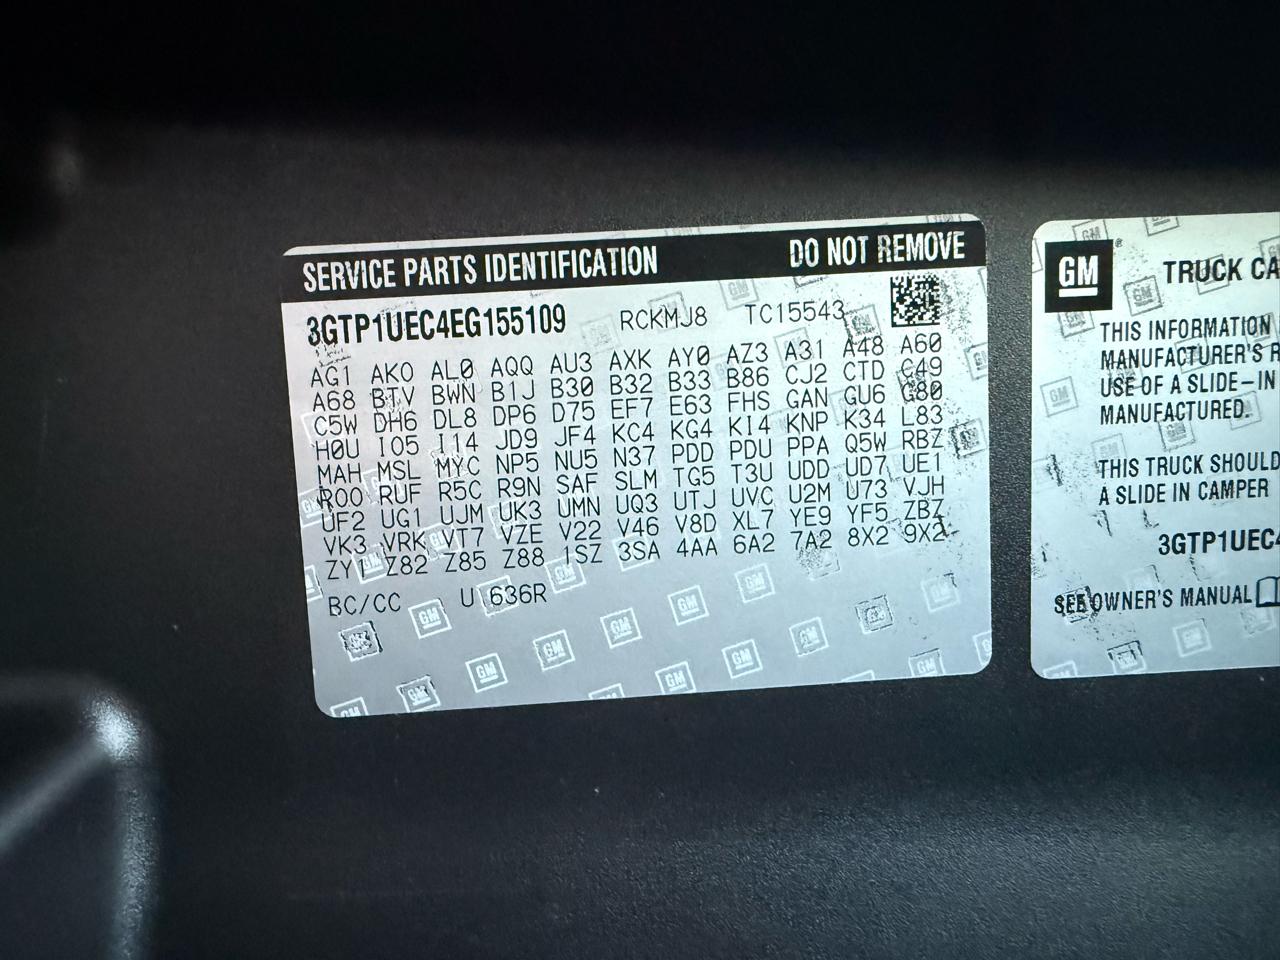 SERVICE PARTS IDENTIFICATION DO NOT REMOVE
3GTP1UEC4EG155109 RCKMJ8 TC15543
AG1 AKO AL0 AQQ AU3 AXK AY0 AZ3 A31 A48 A60
A68 BTV BWN B1J B30 B32 B33 B86 CJ2 CTD C49
C5W DH6 DL8 DP6 D75 EF7 E63 FHS GAN GU6 G80
H0U IO5 I14 JD9 JF4 KC4 KG4 KI4 KNP K34 L83
MAH MSL MYC NP5 NU5 N37 PDD PDU PPA Q5W RBZ
ROO RUF R5C R9N SAF SLM TG5 T3U UDD UD7 UE1
UF2 UG1 UJM UK3 UMN UQ3 UTJ UVC U2M U73 VJH
VK3 VRK VT7 VZE V22 V46 V8D XL7 YE9 YF5 ZBZ
ZY1 Z82 Z85 Z88 1SZ 3SA 4AA 6A2 7A2 8X2 9X2
BC/CC U 636R
GM
TRUCK CA
THIS INFORMATION
MANUFACTURER'S R
USE OF A SLIDE-IN
MANUFACTURED.
THIS TRUCK SHOULD
A SLIDE IN CAMPER
3GTP1UEC4
SEE OWNER'S MANUAL